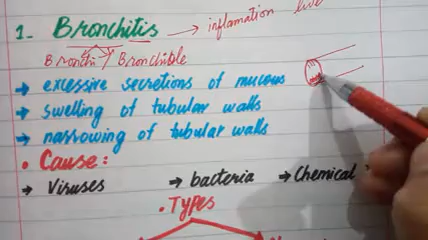 1. Bronchitis → inflamation live
Bronchi Bronchible
→ excessive secretions of mucous
→ swelling of tubular walls
→ narrowing of tubular walls
• Cause:
→ Viruses → bacteria → Chemical
• Types